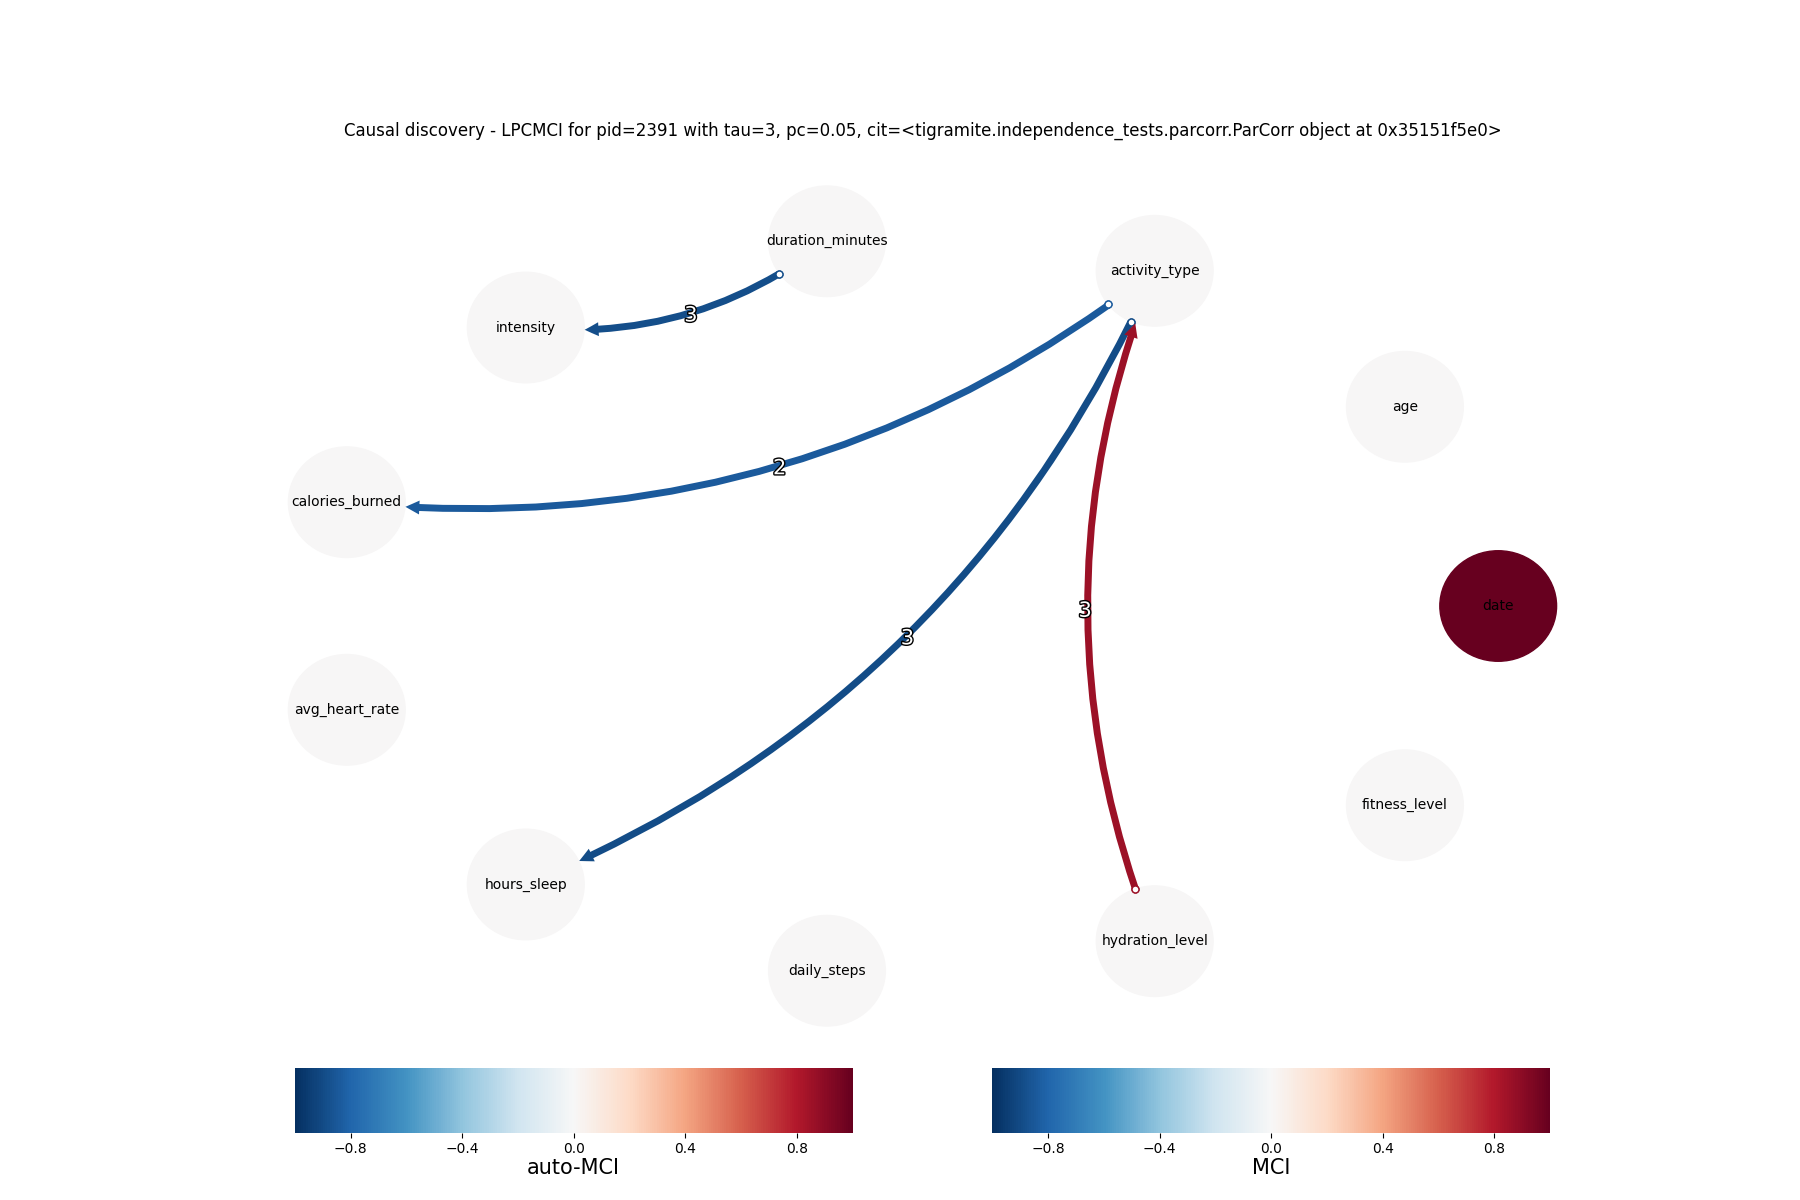 Causal discovery - LPCMCI for pid=2391 with tau=3, pc=0.05, cit=<tigramite.independence_tests.parcorr.ParCorr object at 0x35151f5e0>
duration_minutes
activity_type
intensity
3
age
2
calories_burned
date
3
3
avg_heart_rate
fitness_level
hours_sleep
hydration_level
daily_steps
−0.8 −0.4 0.0 0.4 0.8
auto-MCI
−0.8 −0.4 0.0 0.4 0.8
MCI